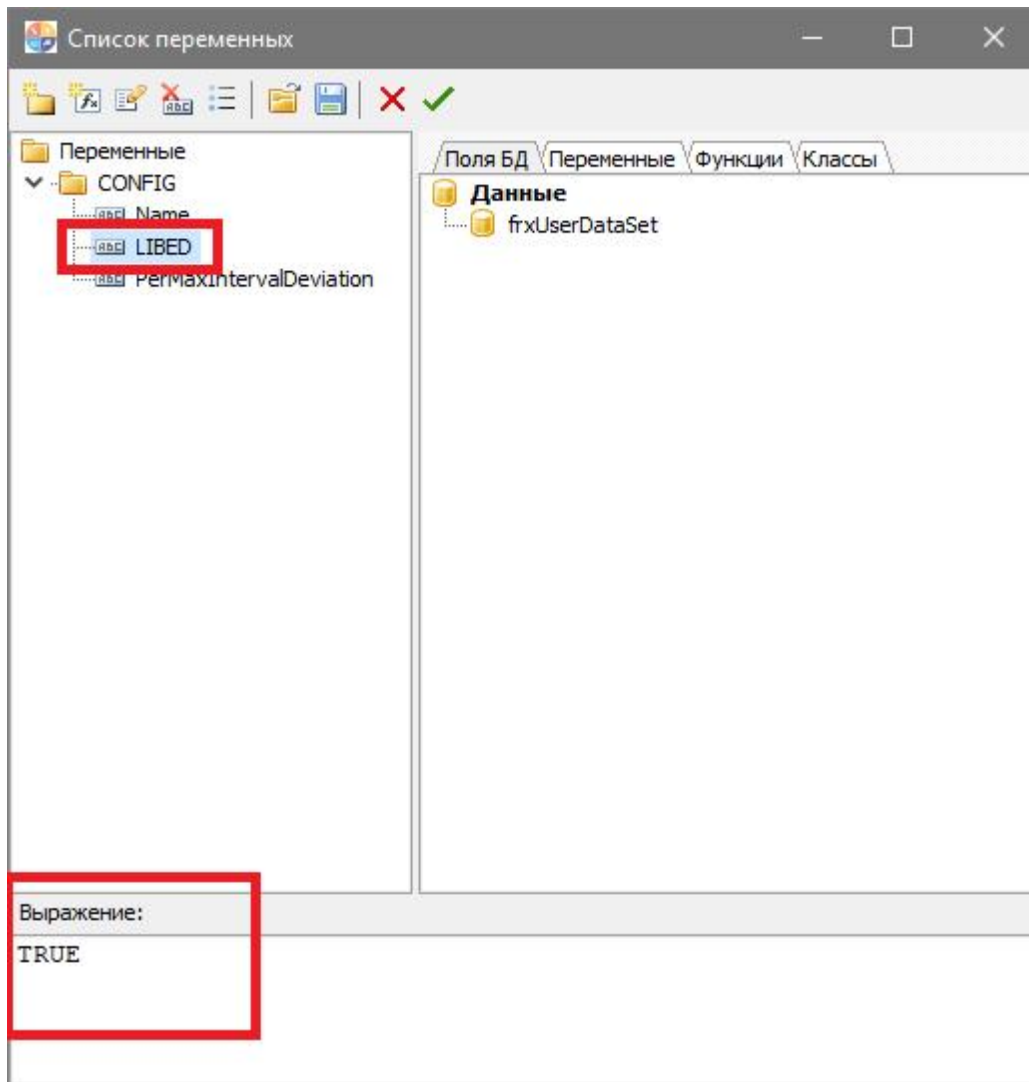 Список переменных
Переменные
CONFIG
Name
LIBED
PerMaxIntervalDeviation
Поля БД Переменные Функции Классы
Данные
frxUserDataSet
Выражение:
TRUE